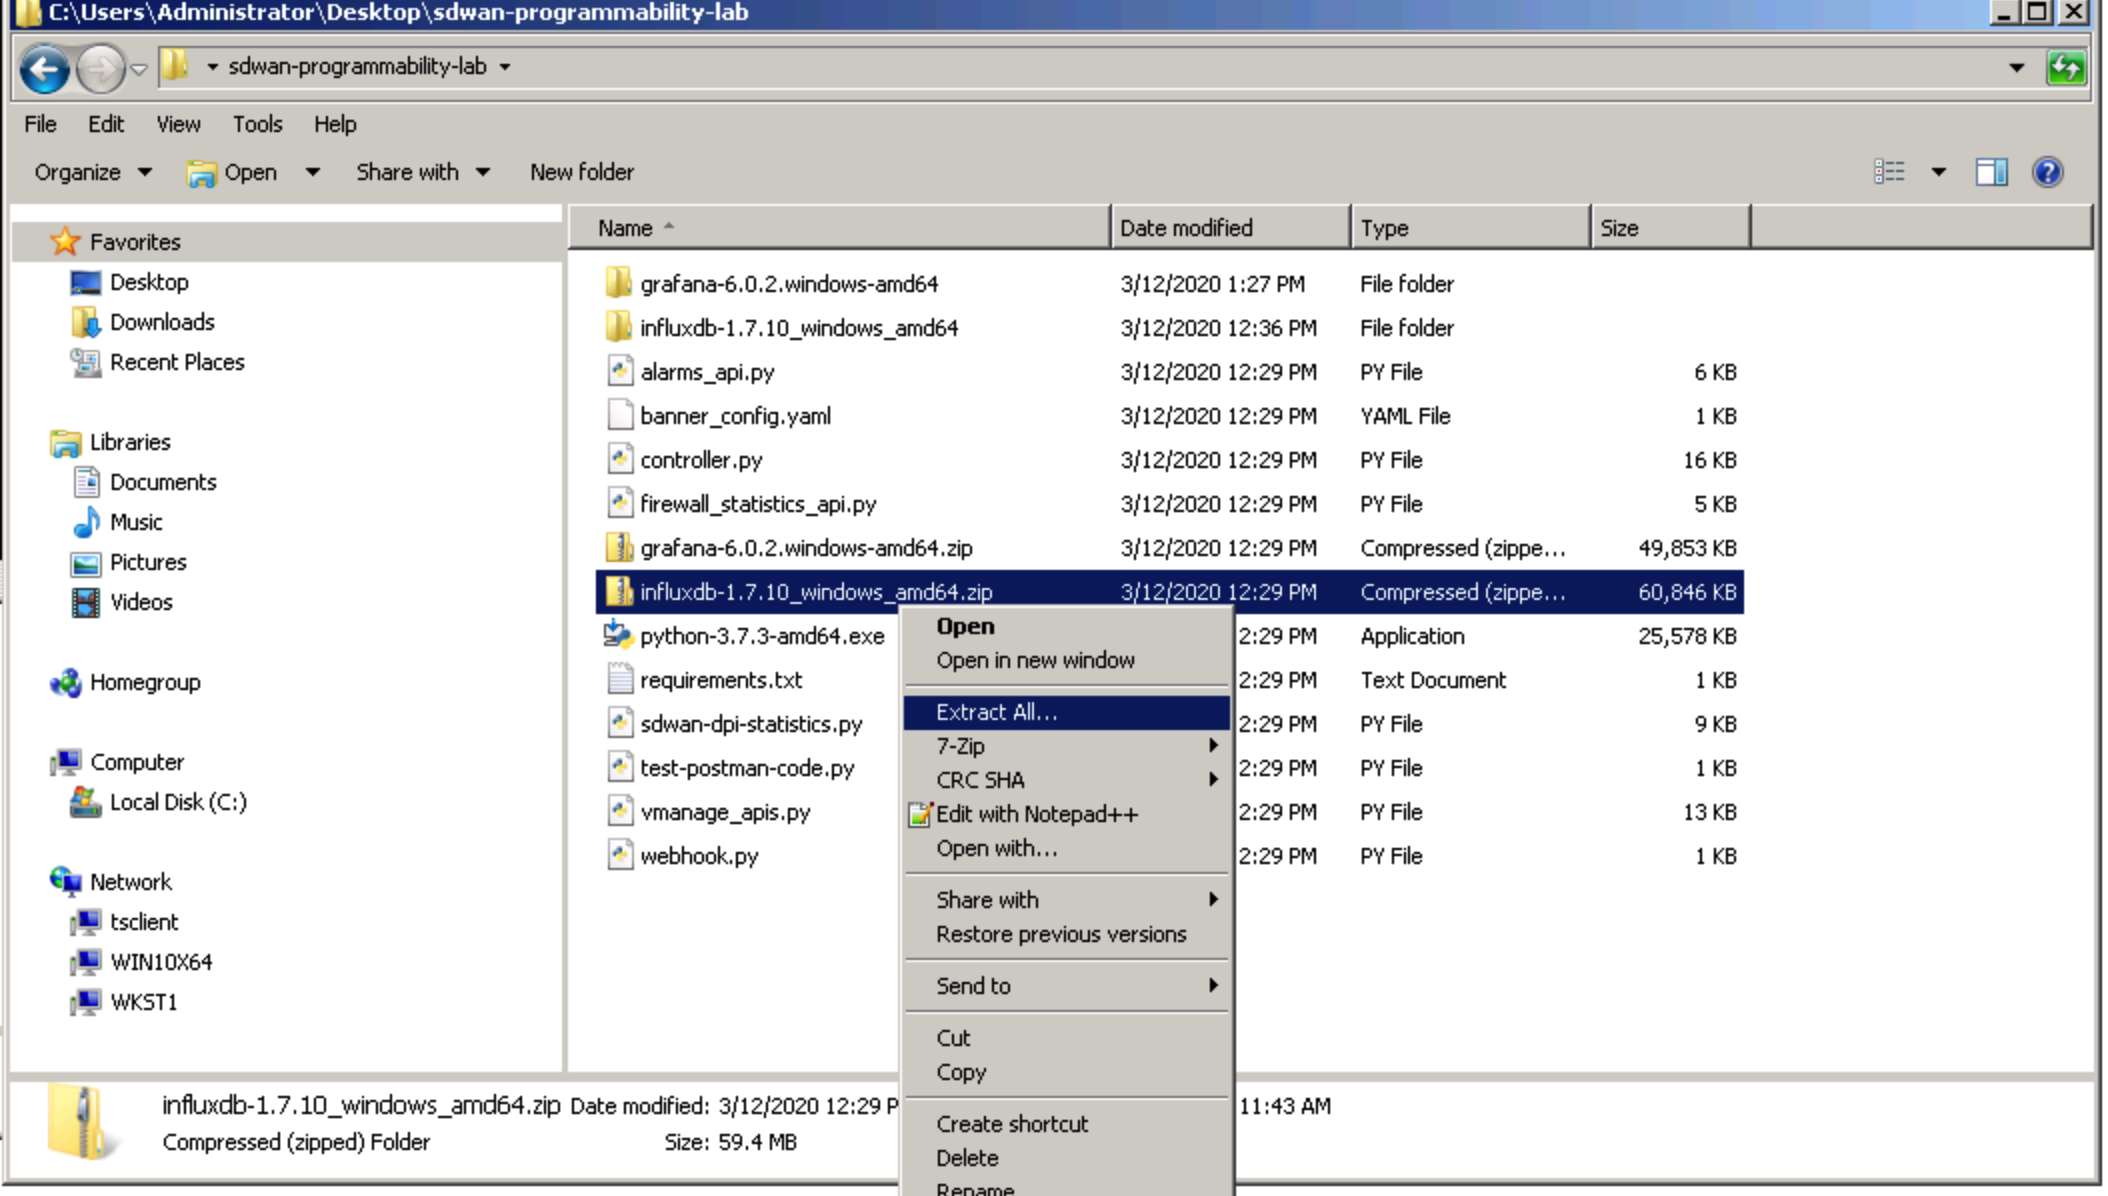 C:\Users\Administrator\Desktop\sdwan-programmability-lab
sdwan-programmability-lab
File Edit View Tools Help
Organize Open Share with New folder
Name Date modified Type Size
Favorites
Desktop
Downloads
Recent Places
Libraries
Documents
Music
Pictures
Videos
Homegroup
Computer
Local Disk (C:)
Network
tsclient
WIN10X64
WKST1
grafana-6.0.2.windows-amd64 3/12/2020 1:27 PM File folder
influxdb-1.7.10_windows_amd64 3/12/2020 12:36 PM File folder
alarms_api.py 3/12/2020 12:29 PM PY File 6 KB
banner_config.yaml 3/12/2020 12:29 PM YAML File 1 KB
controller.py 3/12/2020 12:29 PM PY File 16 KB
firewall_statistics_api.py 3/12/2020 12:29 PM PY File 5 KB
grafana-6.0.2.windows-amd64.zip 3/12/2020 12:29 PM Compressed (zippe... 49,853 KB
influxdb-1.7.10_windows_amd64.zip 3/12/2020 12:29 PM Compressed (zippe... 60,846 KB
python-3.7.3-amd64.exe 2:29 PM Application 25,578 KB
requirements.txt 2:29 PM Text Document 1 KB
sdwan-dpi-statistics.py 2:29 PM PY File 9 KB
test-postman-code.py 2:29 PM PY File 1 KB
vmanage_apis.py 2:29 PM PY File 13 KB
webhook.py 2:29 PM PY File 1 KB
Open
Open in new window
Extract All...
7-Zip
CRC SHA
Edit with Notepad++
Open with...
Share with
Restore previous versions
Send to
Cut
Copy
Create shortcut
Delete
Rename
influxdb-1.7.10_windows_amd64.zip Date modified: 3/12/2020 12:29 P 11:43 AM
Compressed (zipped) Folder Size: 59.4 MB